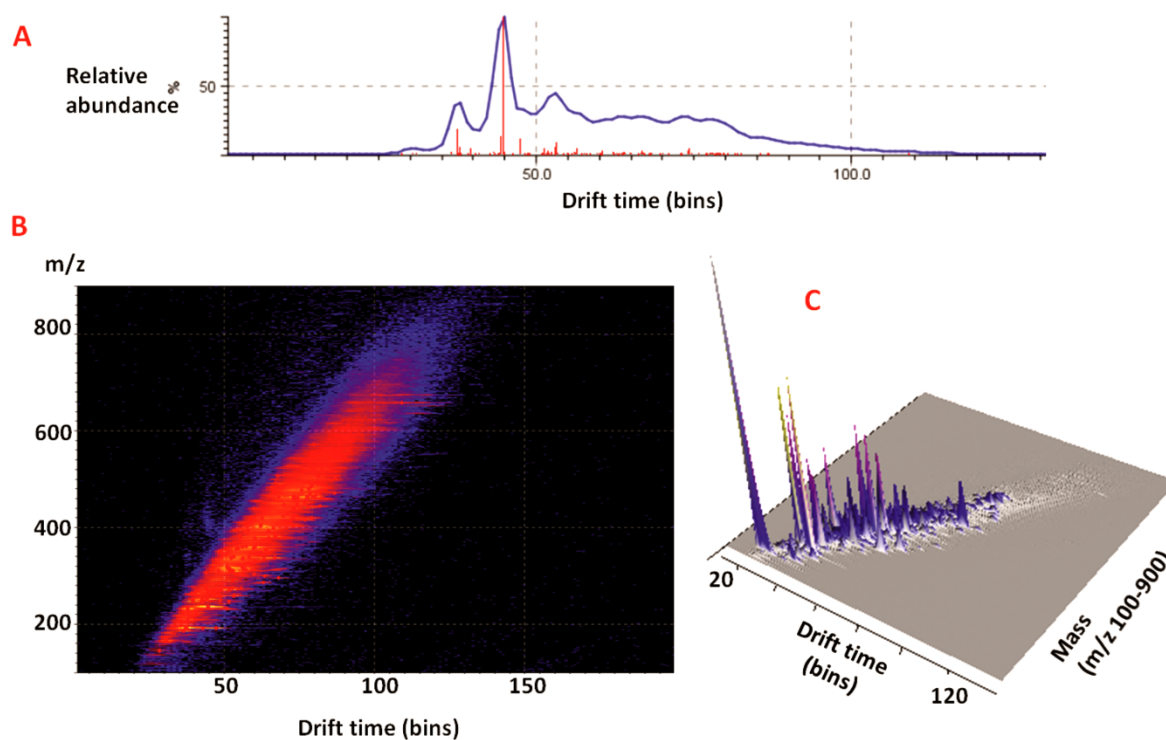 A
Relative
abundance
%
50
50.0
100.0
Drift time (bins)
B
m/z
800
600
400
200
50
100
150
Drift time (bins)
C
20
Drift time
(bins)
120
Mass
(m/z 100-900)